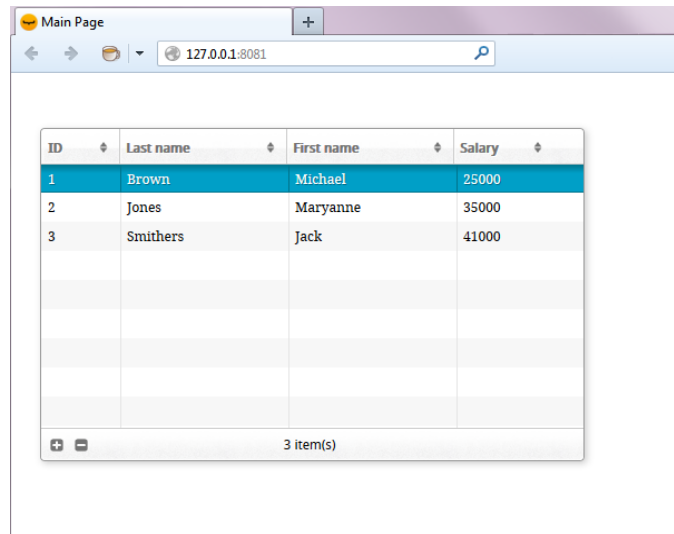 Main Page
127.0.0.1:8081
ID Last name First name Salary
1 Brown Michael 25000
2 Jones Maryanne 35000
3 Smithers Jack 41000
3 item(s)